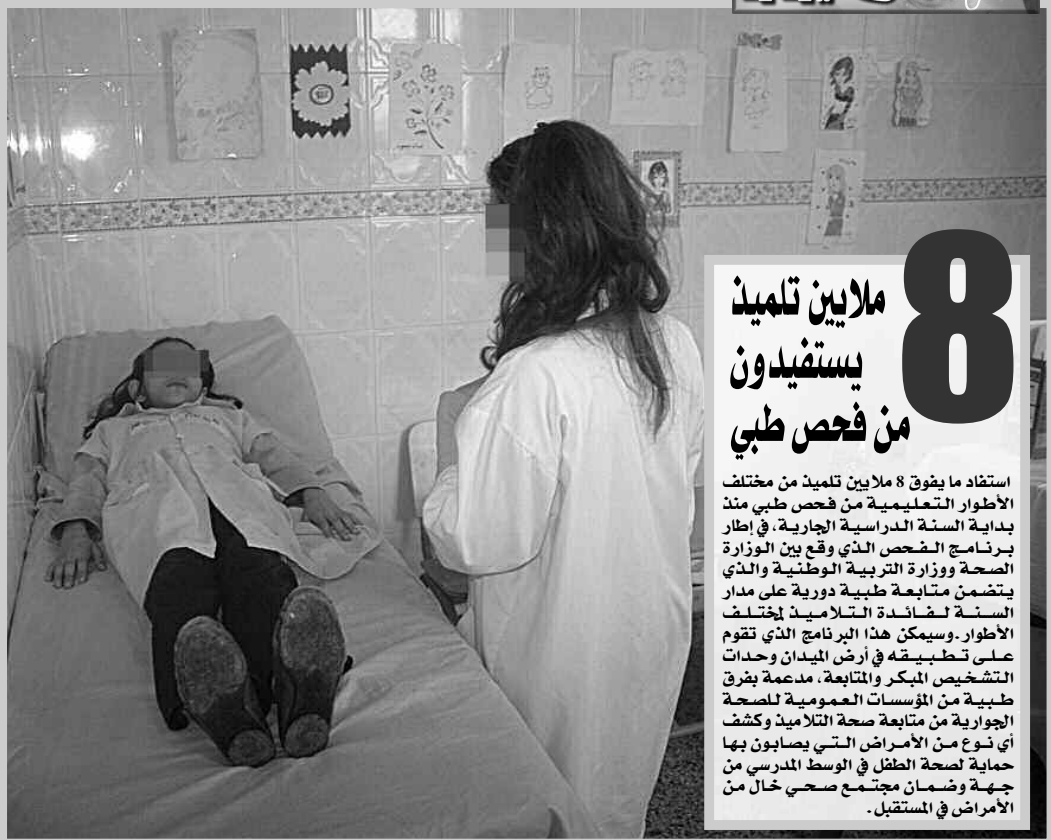 8
ملايين تلميذ
يستفيدون
من فحص طبي
استفاد ما يفوق 8 ملايين تلميذ من مختلف
الأطوار التعليمية من فحص طبي منذ
بداية السنة الدراسية الجارية، في إطار
برنامج الفحص الذي وقع بين الوزارة
الصحة ووزارة التربية الوطنية والذي
يتضمن متابعة طبية دورية على مدار
السنة لفائدة التلاميذ لمختلف
الأطوار. وسيمكن هذا البرنامج الذي تقوم
على تطبيقه في أرض الميدان وحدات
التشخيص المبكر والمتابعة، مدعمة بفرق
طبية من المؤسسات العمومية للصحة
الجوارية من متابعة صحة التلاميذ وكشف
أي نوع من الأمراض التي يصابون بها
حماية لصحة الطفل في الوسط المدرسي من
جهة وضمان مجتمع صحي خال من
الأمراض في المستقبل.